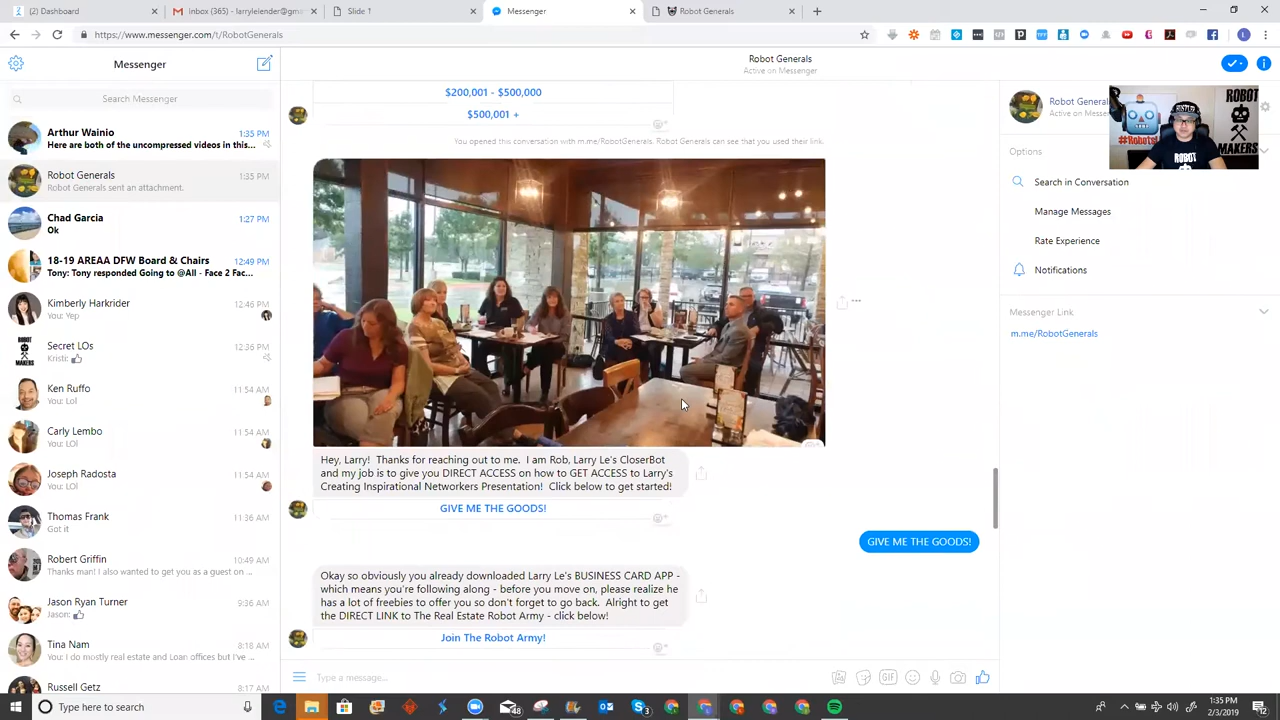 (2) Dashboard
Inbox (365) - larrylelender@gma
Slide 1
Messenger
Robot Generals
https://www.messenger.com/t/RobotGenerals
Messenger
Search Messenger
Arthur Wainio
1:35 PM
Here are both of the uncompressed videos in this...
Robot Generals
1:35 PM
Robot Generals sent an attachment.
Chad Garcia
1:27 PM
Ok
18-19 AREAA DFW Board & Chairs
12:49 PM
Tony: Tony responded Going to @All - Face 2 Fac...
Kimberly Harkrider
12:46 PM
You: Yep
Secret LOs
12:36 PM
Kristi:
Ken Ruffo
11:54 AM
You: Lol
Carly Lembo
11:54 AM
You: LOl
Joseph Radosta
11:54 AM
You: LOl
Thomas Frank
11:36 AM
Got it
Robert Griffin
10:49 AM
Thanks man! I also wanted to get you as a guest on ...
Jason Ryan Turner
9:36 AM
Jason:
Tina Nam
8:18 AM
You: I do mostly real estate and Loan offices but I've ...
Russell Getz
8:17 AM
Robot Generals
Active on Messenger
$200,001 - $500,000
$500,001 +
You opened this conversation with m.me/RobotGenerals. Robot Generals can see that you used their link.
Hey, Larry! Thanks for reaching out to me. I am Rob, Larry Le's CloserBot
and my job is to give you DIRECT ACCESS on how to GET ACCESS to Larry's
Creating Inspirational Networkers Presentation! Click below to get started!
GIVE ME THE GOODS!
GIVE ME THE GOODS!
Okay so obviously you already downloaded Larry Le's BUSINESS CARD APP -
which means you're following along - before you move on, please realize he
has a lot of freebies to offer you so don't forget to go back. Alright to get
the DIRECT LINK to The Real Estate Robot Army - click below!
Join The Robot Army!
Type a message...
GIF
Robot General
Active on Messe
#Robots
ROBOT
ROBOT
MAKERS
Options
Search in Conversation
Manage Messages
Rate Experience
Notifications
Messenger Link
m.me/RobotGenerals
Type here to search
48
3
1:35 PM
2/3/2019